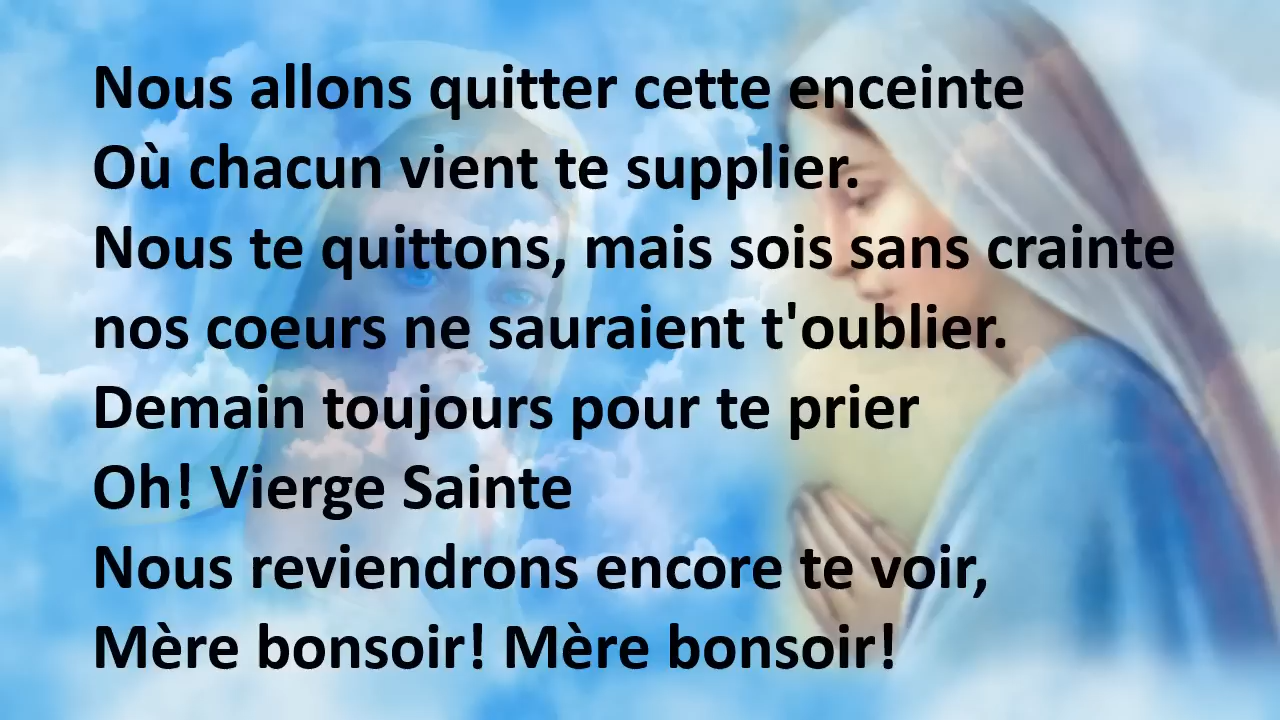 Nous allons quitter cette enceinte
Où chacun vient te supplier.
Nous te quittons, mais sois sans crainte
nos coeurs ne sauraient t'oublier.
Demain toujours pour te prier
Oh! Vierge Sainte
Nous reviendrons encore te voir,
Mère bonsoir! Mère bonsoir!